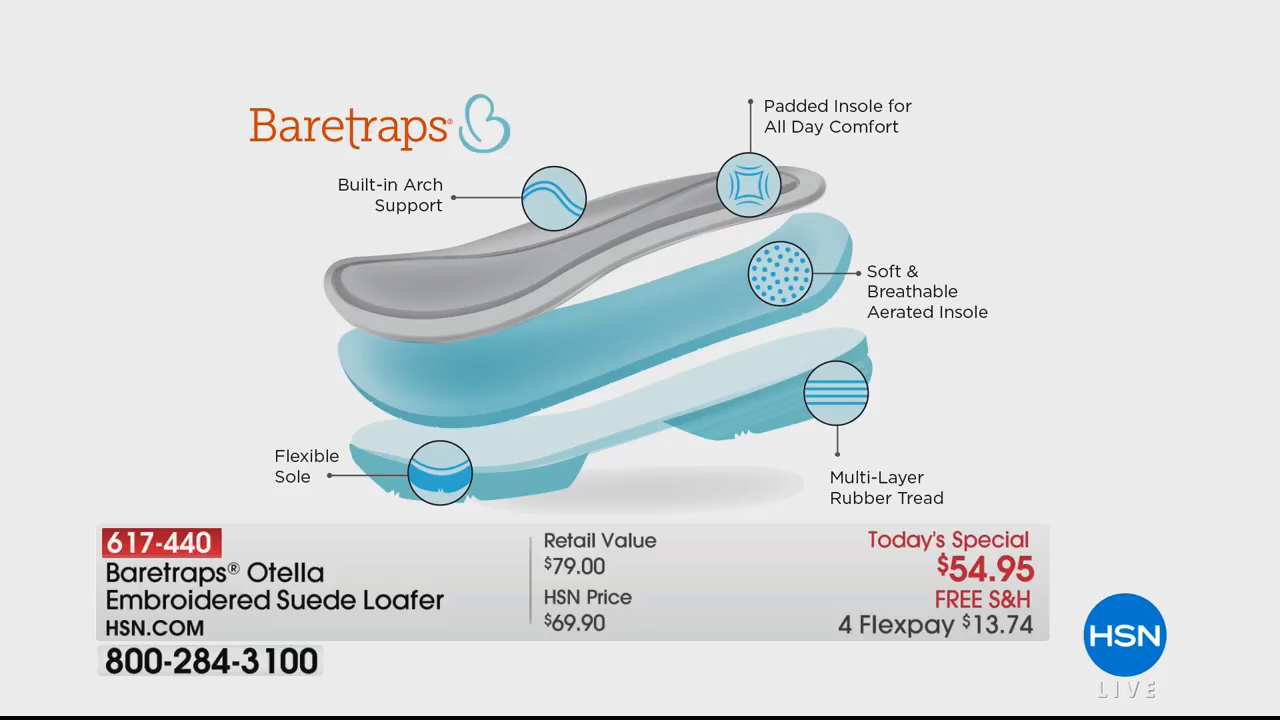 Baretraps®
Padded Insole for
All Day Comfort
Built-in Arch
Support
Soft &
Breathable
Aerated Insole
Flexible
Sole
Multi-Layer
Rubber Tread
617-440
Baretraps® Otella
Embroidered Suede Loafer
HSN.COM
800-284-3100
Retail Value
$79.00
HSN Price
$69.90
Today's Special
$54.95
FREE S&H
4 Flexpay $13.74
HSN
LIVE